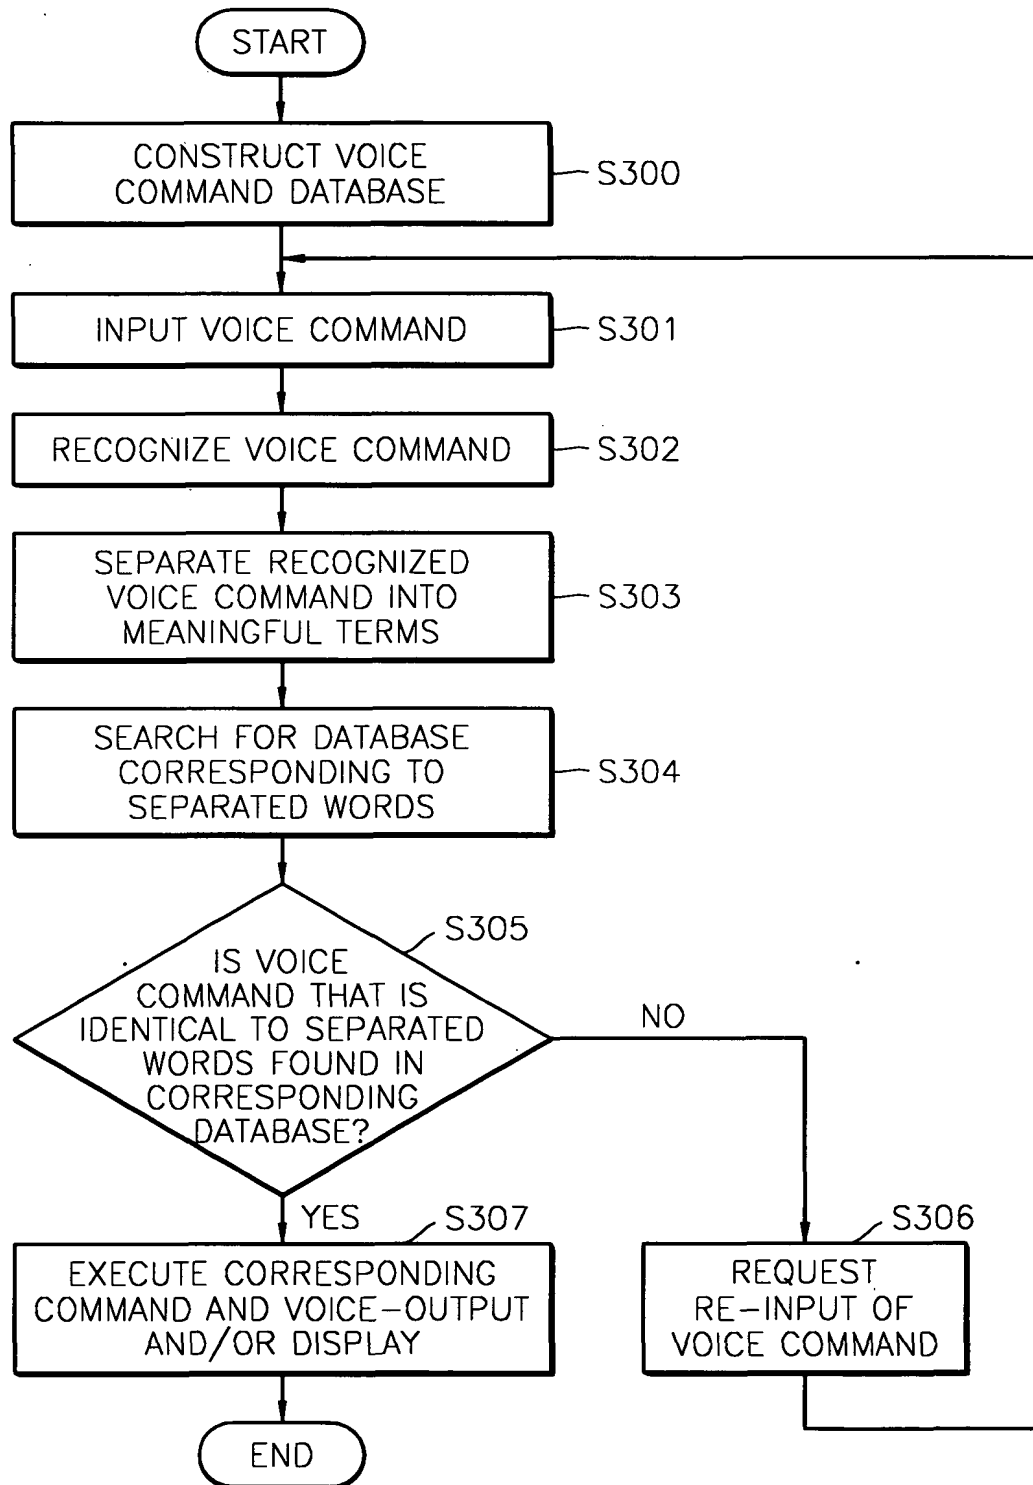 START
CONSTRUCT VOICE
COMMAND DATABASE
S300
INPUT VOICE COMMAND
S301
RECOGNIZE VOICE COMMAND
S302
SEPARATE RECOGNIZED
VOICE COMMAND INTO
MEANINGFUL TERMS
S303
SEARCH FOR DATABASE
CORRESPONDING TO
SEPARATED WORDS
S304
S305
IS VOICE
COMMAND THAT IS
IDENTICAL TO SEPARATED
WORDS FOUND IN
CORRESPONDING
DATABASE?
NO
YES
S307
EXECUTE CORRESPONDING
COMMAND AND VOICE-OUTPUT
AND/OR DISPLAY
S306
REQUEST
RE-INPUT OF
VOICE COMMAND
END